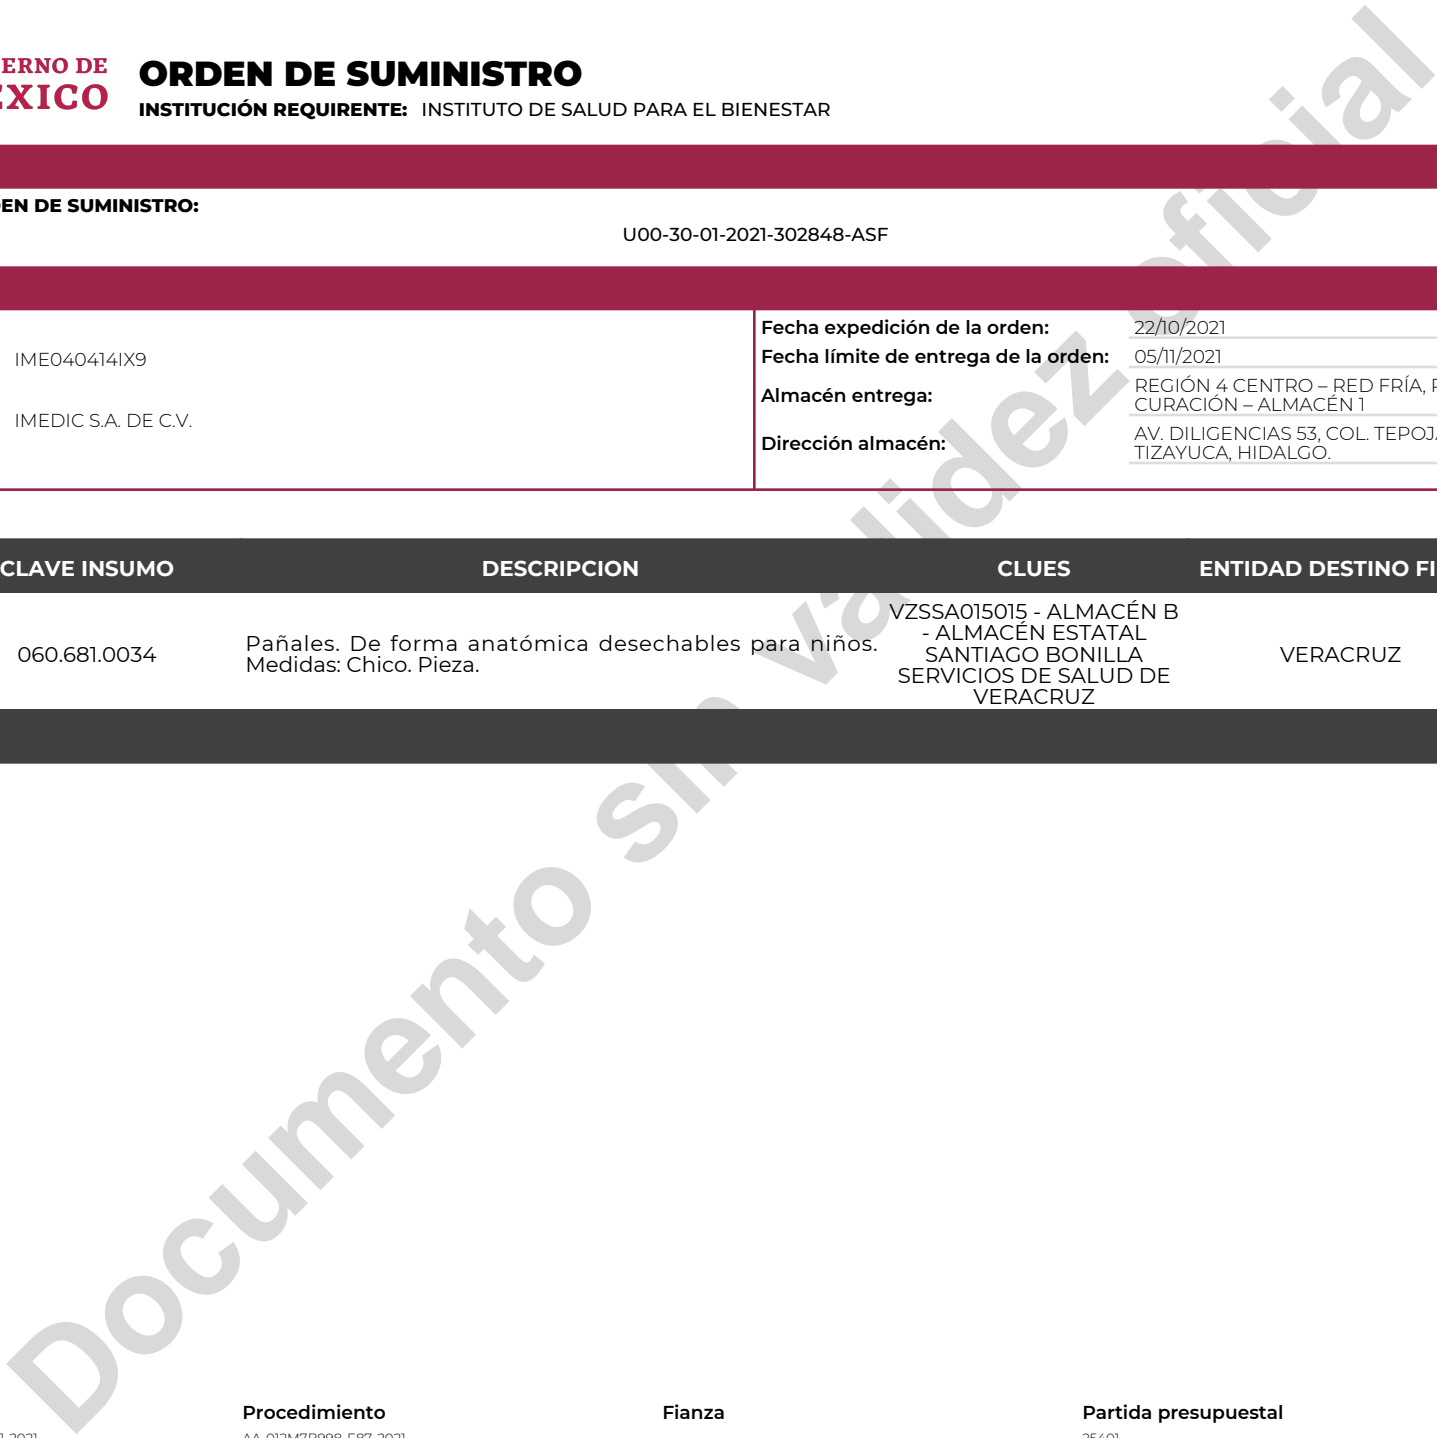 ERNO DE
EXICO
ORDEN DE SUMINISTRO
INSTITUCIÓN REQUIRENTE: INSTITUTO DE SALUD PARA EL BIENESTAR
EN DE SUMINISTRO:
U00-30-01-2021-302848-ASF
IME040414IX9
IMEDIC S.A. DE C.V.
Fecha expedición de la orden: 22/10/2021
Fecha límite de entrega de la orden: 05/11/2021
Almacén entrega: REGIÓN 4 CENTRO – RED FRÍA,
CURACIÓN – ALMACÉN 1
Dirección almacén: AV. DILIGENCIAS 53, COL. TEPOJ
TIZAYUCA, HIDALGO.
CLAVE INSUMO DESCRIPCION CLUES ENTIDAD DESTINO FI
060.681.0034
Pañales. De forma anatómica desechables para niños.
Medidas: Chico. Pieza.
VZSSA015015 - ALMACÉN B
- ALMACÉN ESTATAL
SANTIAGO BONILLA
SERVICIOS DE SALUD DE
VERACRUZ
VERACRUZ
Documento sin validez oficial
Procedimiento Fianza Partida presupuestal